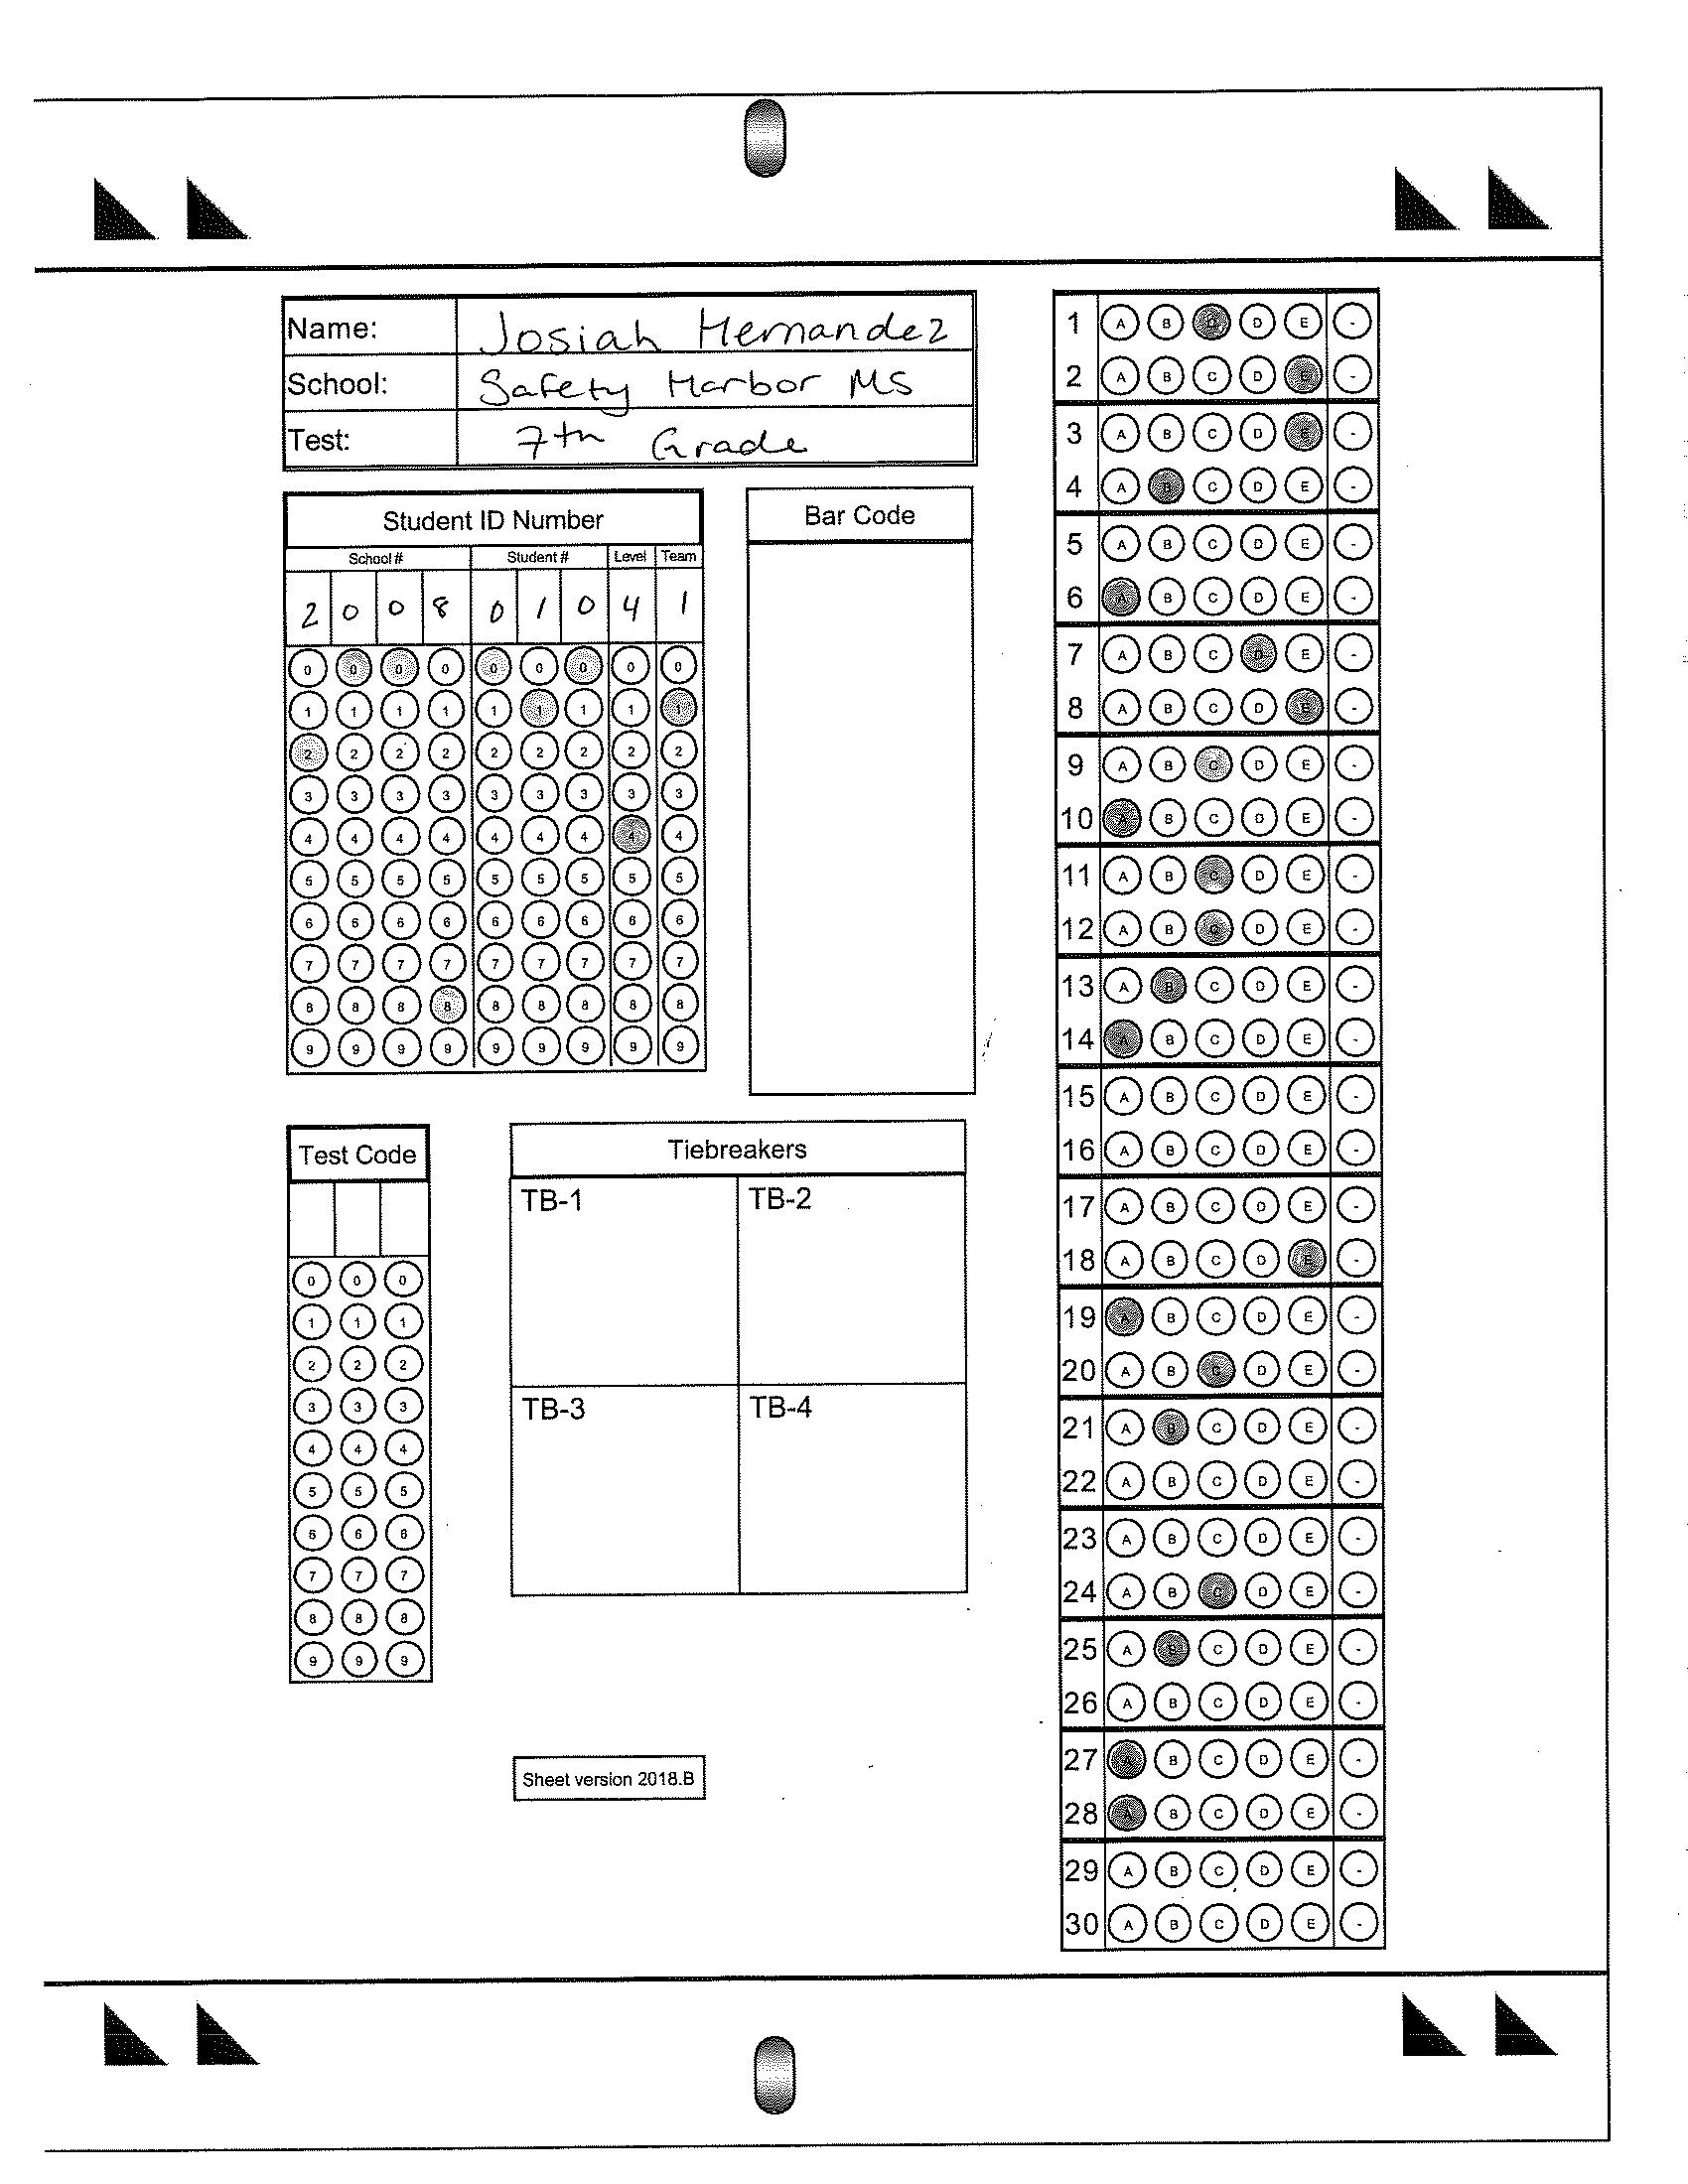 Name: Josiah Hernandez
School: Safety Harbor MS
Test: 7th Grade
Student ID Number
School # Student # Level Team
2 0 0 8 0 1 0 4 1
0 0 0 0 0 0 0 0 0
1 1 1 1 1 1 1 1 1
2 2 2 2 2 2 2 2 2
3 3 3 3 3 3 3 3 3
4 4 4 4 4 4 4 4 4
5 5 5 5 5 5 5 5 5
6 6 6 6 6 6 6 6 6
7 7 7 7 7 7 7 7 7
8 8 8 8 8 8 8 8 8
9 9 9 9 9 9 9 9 9
Bar Code
Test Code
0 0 0
1 1 1
2 2 2
3 3 3
4 4 4
5 5 5
6 6 6
7 7 7
8 8 8
9 9 9
Tiebreakers
TB-1 TB-2
TB-3 TB-4
Sheet version 2018.B
1 A B C D E -
2 A B C D E -
3 A B C D E -
4 A B C D E -
5 A B C D E -
6 A B C D E -
7 A B C D E -
8 A B C D E -
9 A B C D E -
10 A B C D E -
11 A B C D E -
12 A B C D E -
13 A B C D E -
14 A B C D E -
15 A B C D E -
16 A B C D E -
17 A B C D E -
18 A B C D E -
19 A B C D E -
20 A B C D E -
21 A B C D E -
22 A B C D E -
23 A B C D E -
24 A B C D E -
25 A B C D E -
26 A B C D E -
27 A B C D E -
28 A B C D E -
29 A B C D E -
30 A B C D E -